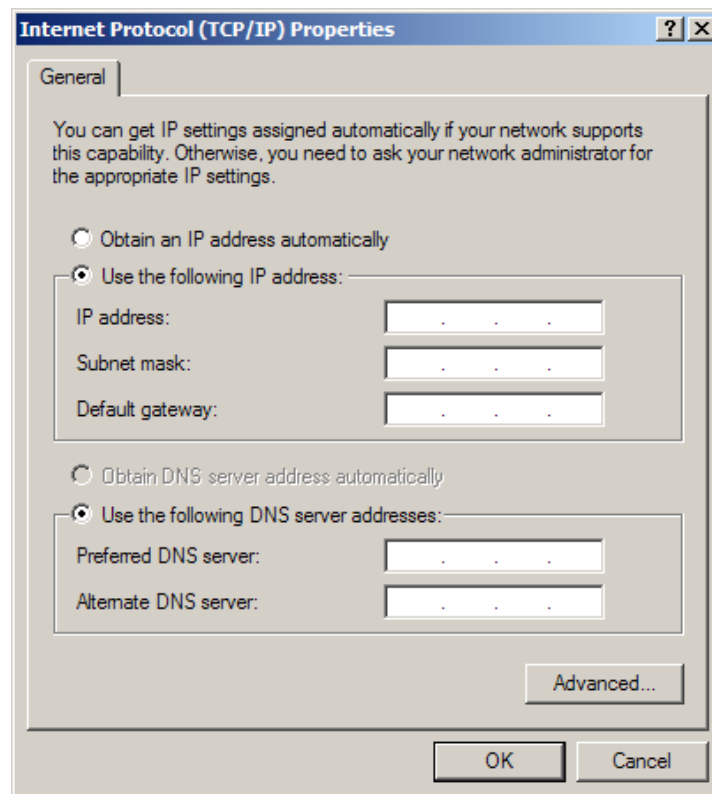 Internet Protocol (TCP/IP) Properties
General
You can get IP settings assigned automatically if your network supports
this capability. Otherwise, you need to ask your network administrator for
the appropriate IP settings.
Obtain an IP address automatically
Use the following IP address:
IP address: . . .
Subnet mask: . . .
Default gateway: . . .
Obtain DNS server address automatically
Use the following DNS server addresses:
Preferred DNS server: . . .
Alternate DNS server: . . .
Advanced...
OK Cancel